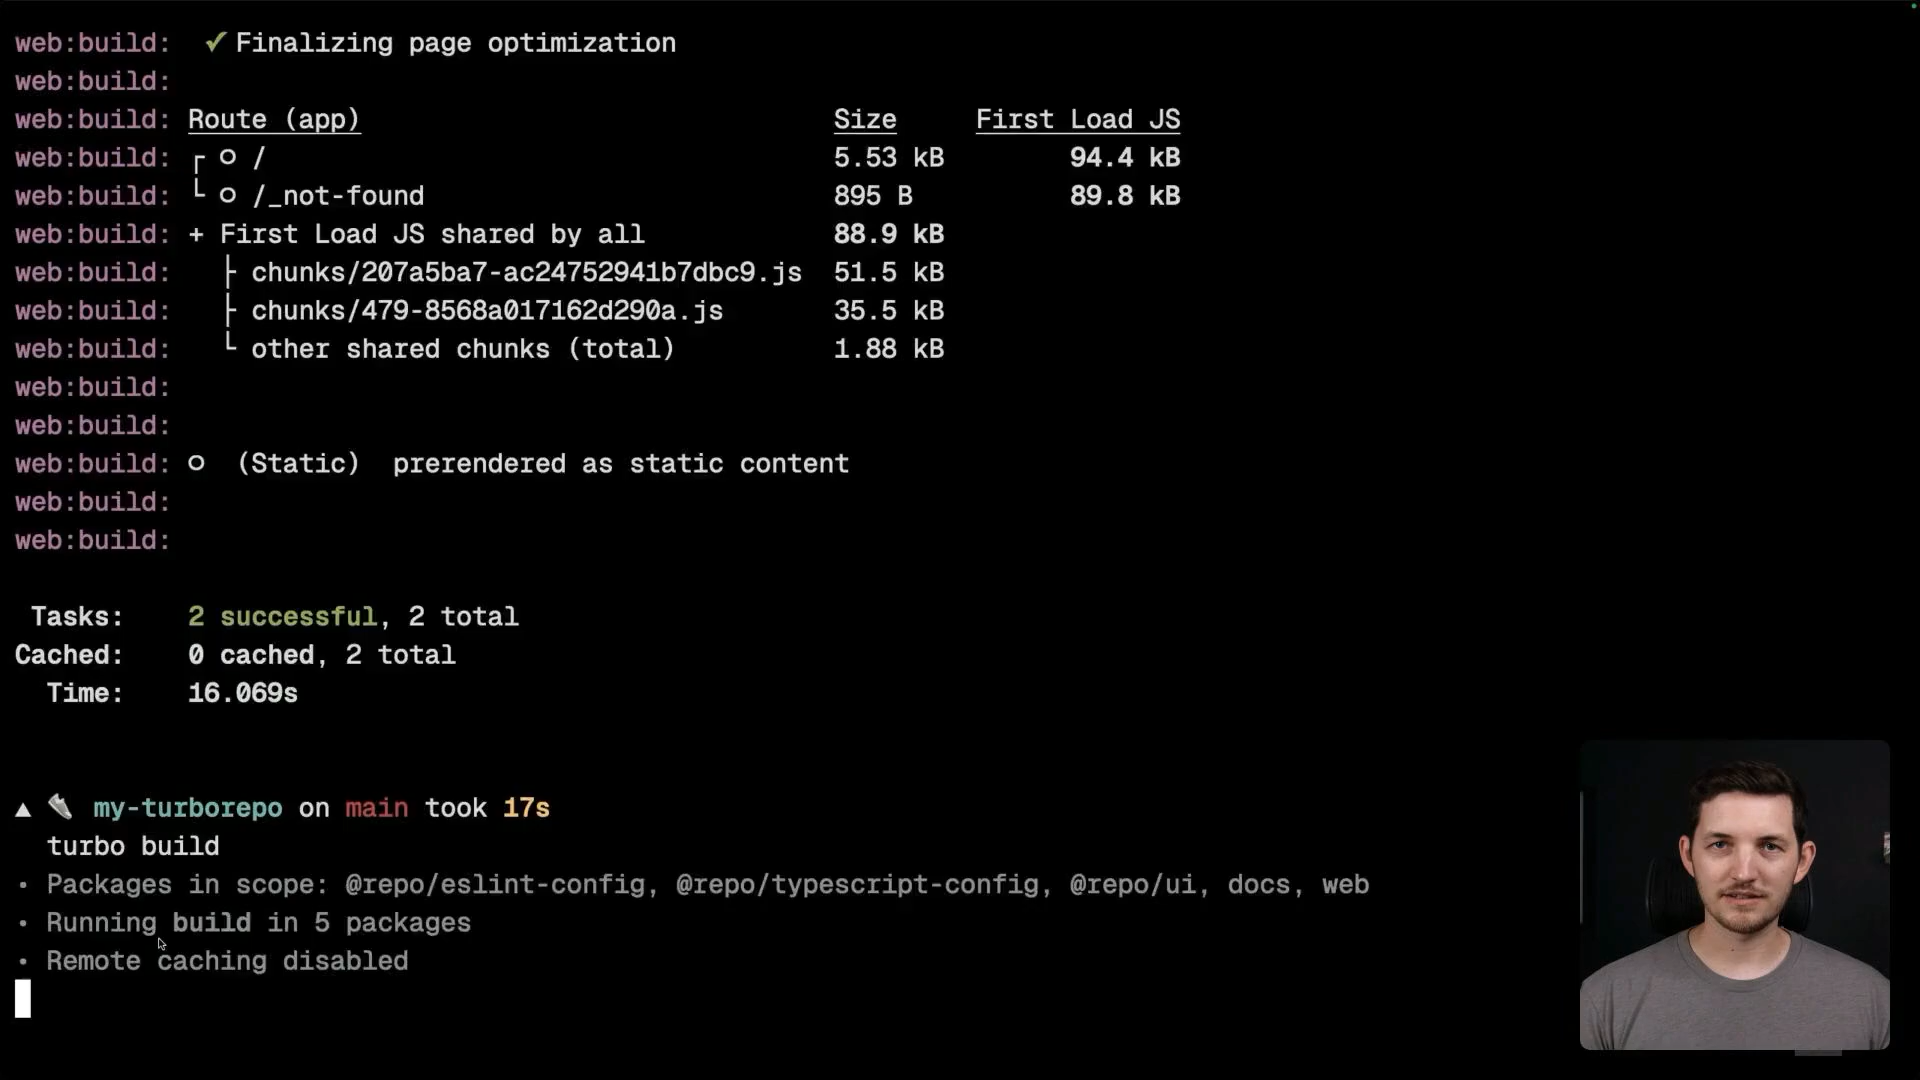 web:build:  ✓ Finalizing page optimization
web:build:
web:build: Route (app)                              Size     First Load JS
web:build: ┌ ○ /                                    5.53 kB        94.4 kB
web:build: └ ○ /_not-found                          895 B          89.8 kB
web:build: + First Load JS shared by all            88.9 kB
web:build:   ├ chunks/207a5ba7-ac24752941b7dbc9.js  51.5 kB
web:build:   ├ chunks/479-8568a017162d290a.js       35.5 kB
web:build:   └ other shared chunks (total)          1.88 kB
web:build:
web:build:
web:build: ○  (Static)  prerendered as static content
web:build:
web:build:
Tasks:    2 successful, 2 total
Cached:    0 cached, 2 total
Time:    16.069s
▲ my-turborepo on main took 17s
turbo build
• Packages in scope: @repo/eslint-config, @repo/typescript-config, @repo/ui, docs, web
• Running build in 5 packages
• Remote caching disabled